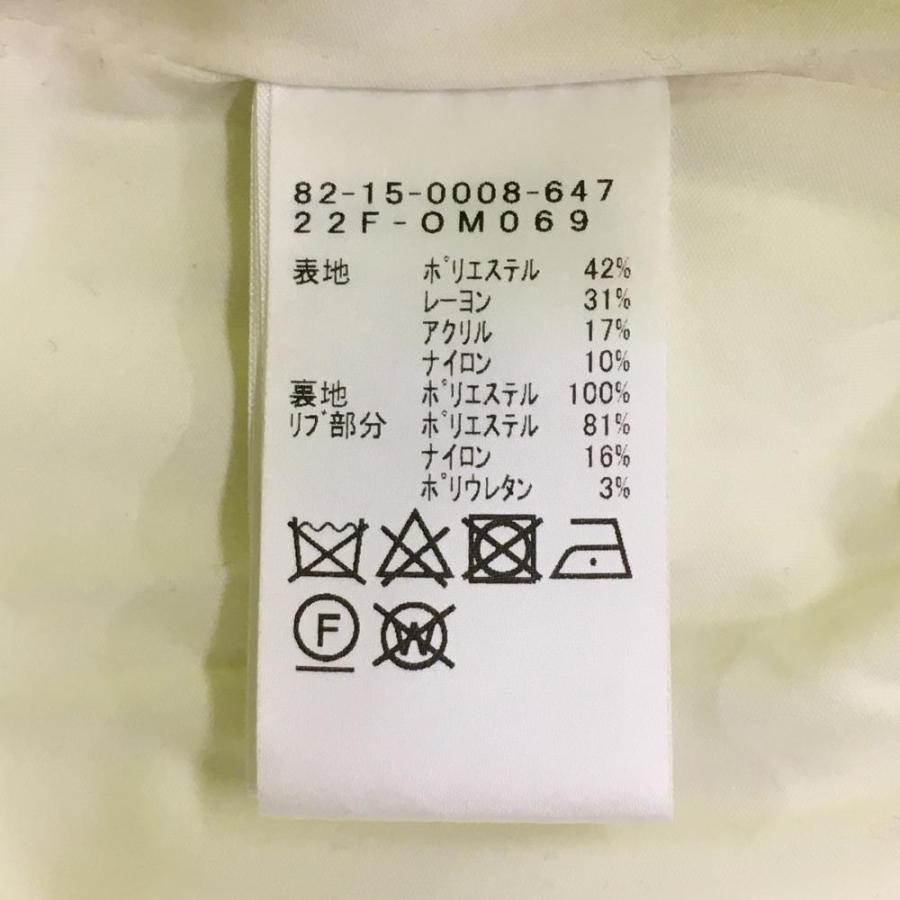 82-15-0008-647
22F-OM069
表地 ポリエステル 42%
レーヨン 31%
アクリル 17%
ナイロン 10%
裏地 ポリエステル 100%
リブ部分 ポリエステル 81%
ナイロン 16%
ポリウレタン 3%
F W